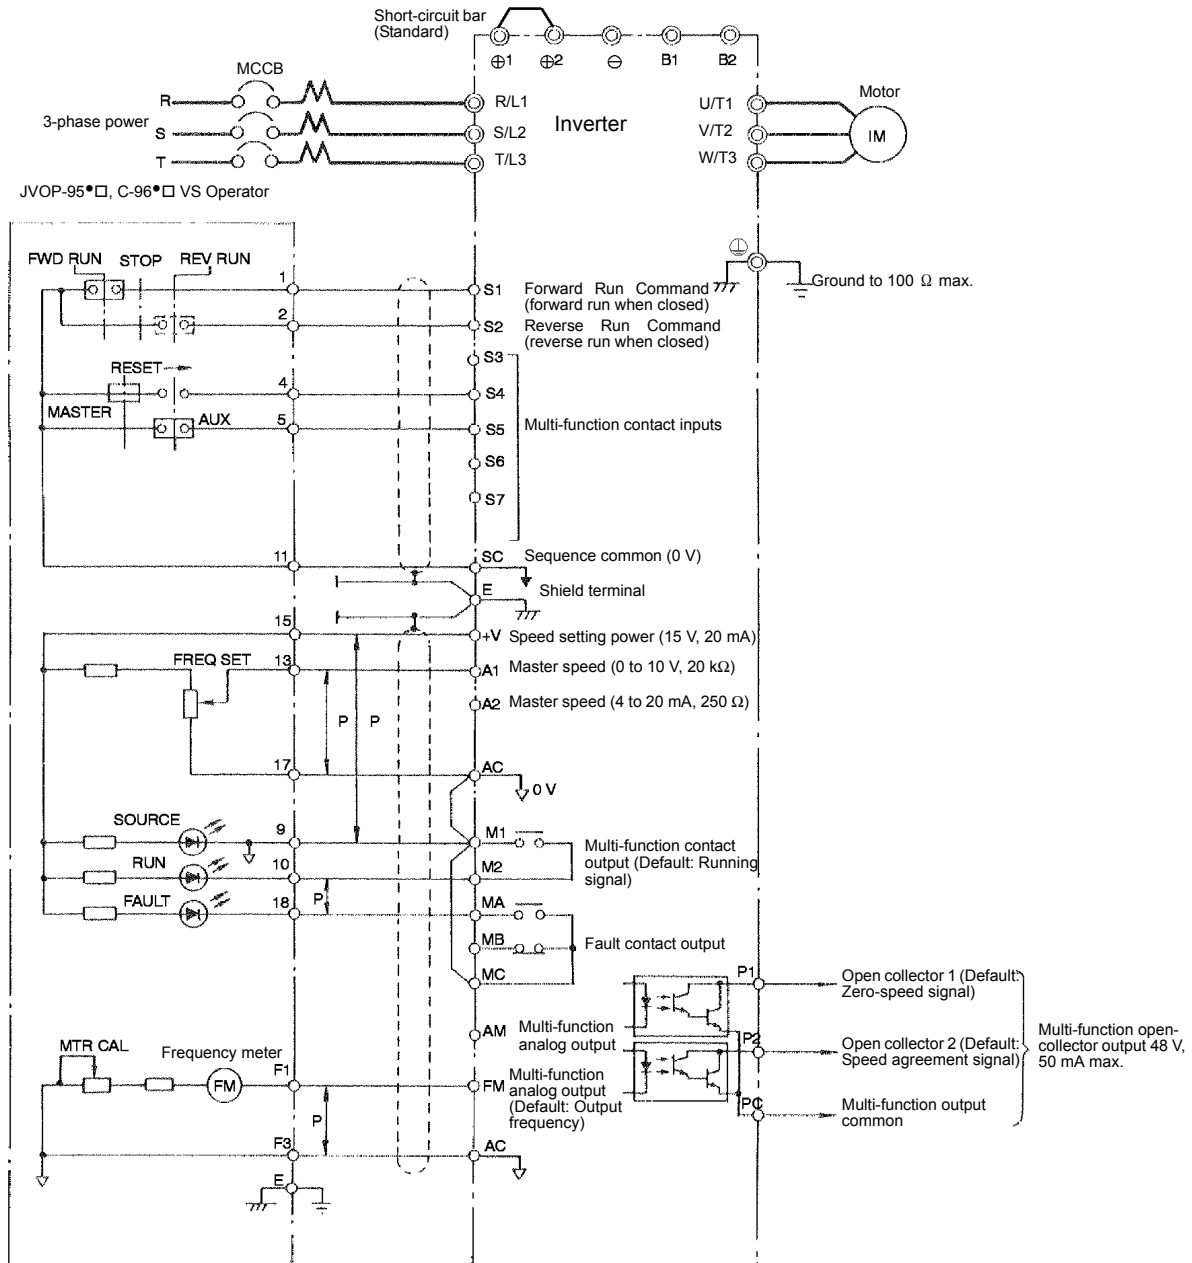 Short-circuit bar
(Standard)
⊕1 ⊕2 ⊖ B1 B2
MCCB
R R/L1 U/T1 Motor
3-phase power S S/L2 Inverter V/T2 IM
T T/L3 W/T3
JVOP-95•□, C-96•□ VS Operator
FWD RUN STOP REV RUN
Ground to 100 Ω max.
1 S1 Forward Run Command
(forward run when closed)
2 S2 Reverse Run Command
(reverse run when closed)
S3
RESET
4 S4
MASTER AUX 5 S5 Multi-function contact inputs
S6
S7
11 SC Sequence common (0 V)
E Shield terminal
15 +V Speed setting power (15 V, 20 mA)
FREQ SET 13 A1 Master speed (0 to 10 V, 20 kΩ)
A2 Master speed (4 to 20 mA, 250 Ω)
P P
17 AC
0 V
SOURCE 9 M1
Multi-function contact
output (Default: Running
signal)
RUN 10 M2
P
FAULT 18 MA
MB Fault contact output
MC
P1 Open collector 1 (Default:
Zero-speed signal)
AM Multi-function
analog output
P2 Open collector 2 (Default:
Speed agreement signal)
Multi-function open-
collector output 48 V,
50 mA max.
MTR CAL Frequency meter F1
FM FM Multi-function
analog output
(Default: Output
frequency)
PC Multi-function output
common
P
F3 AC
E